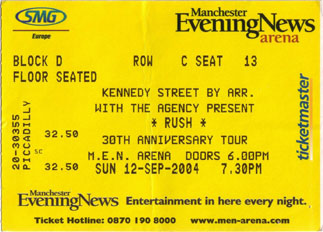 SMG
Europe
Manchester
Evening News
arena
BLOCK D ROW C SEAT 13
FLOOR SEATED
KENNEDY STREET BY ARR.
WITH THE AGENCY PRESENT
* RUSH *
30TH ANNIVERSARY TOUR
M.E.N. ARENA DOORS 6.00PM
SUN 12-SEP-2004 7.30PM
32.50
SC
32.50
20-30355
PICCADILLY
ticketmaster
Manchester
Evening News Entertainment in here every night.
Ticket Hotline: 0870 190 8000 www.men-arena.com